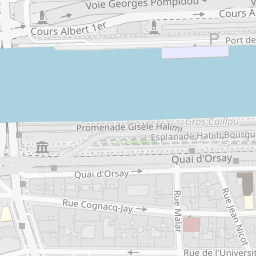 Voie Georges Pompidou
Cours Albert 1er
Cours A
P
Port de
Gros Caillou
Promenade Gisèle Halimi
Esplanade Habib Bourgu
Quai d'Orsay
Quai d'Orsay
Rue Cognacq-Jay
Rue Malar
Rue Jean Nicot
Rue de l'Universit